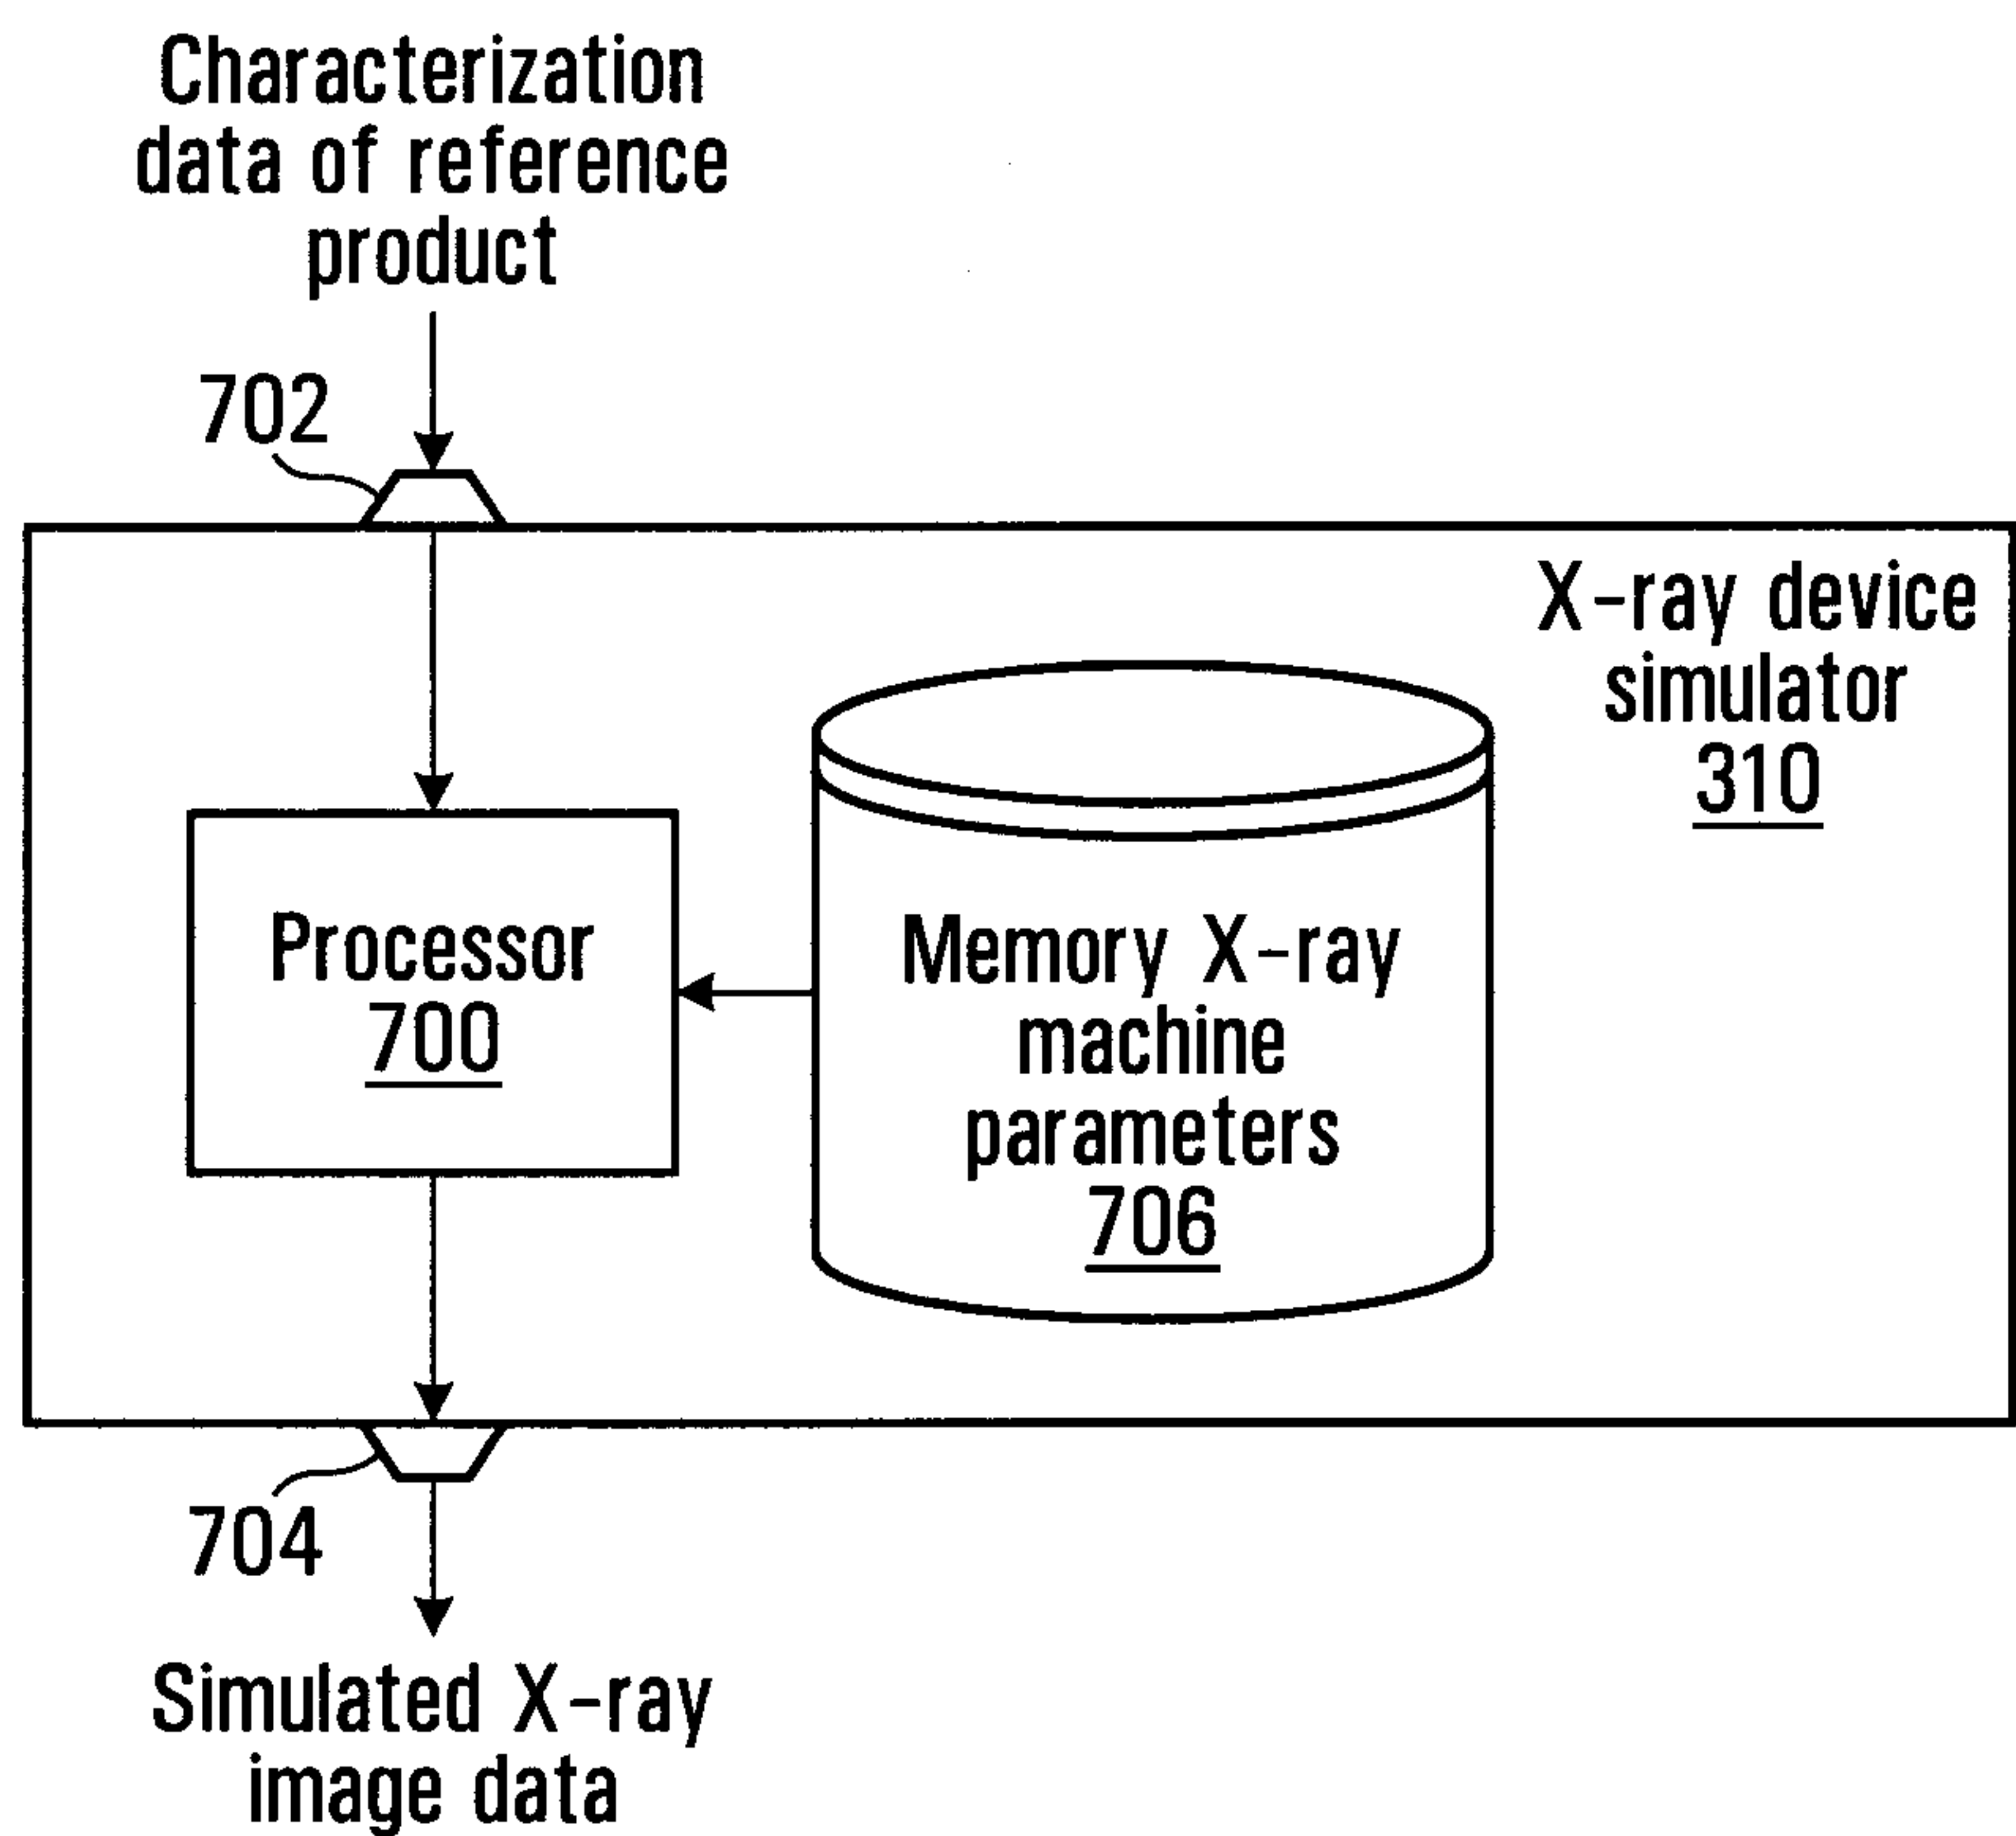 Characterization
data of reference
product
702
X-ray device
simulator
310
Processor
700
Memory X-ray
machine
parameters
706
704
Simulated X-ray
image data